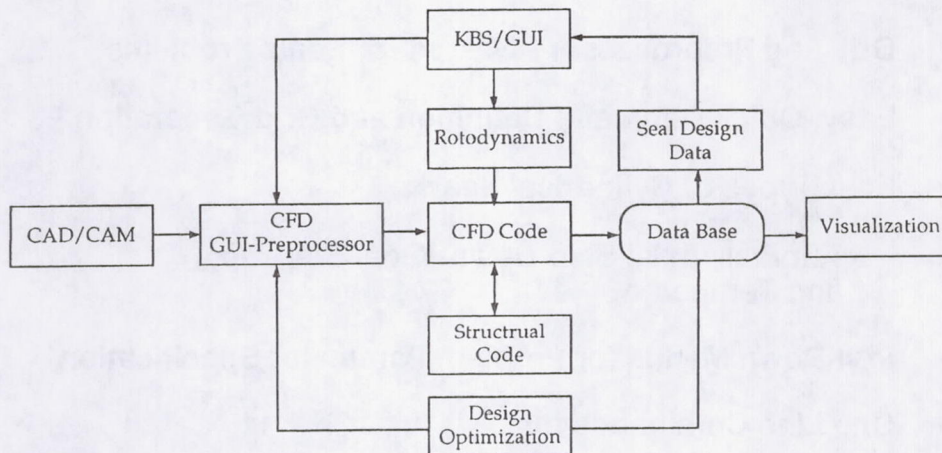 KBS/GUI
Rotodynamics
Seal Design
Data
CAD/CAM
CFD
GUI-Preprocessor
CFD Code
Data Base
Visualization
Structrual
Code
Design
Optimization